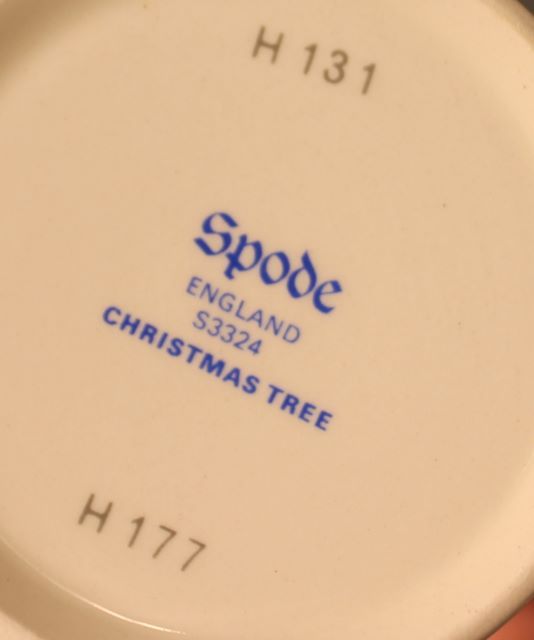 H 131
Spode
ENGLAND
S3324
CHRISTMAS TREE
H 177